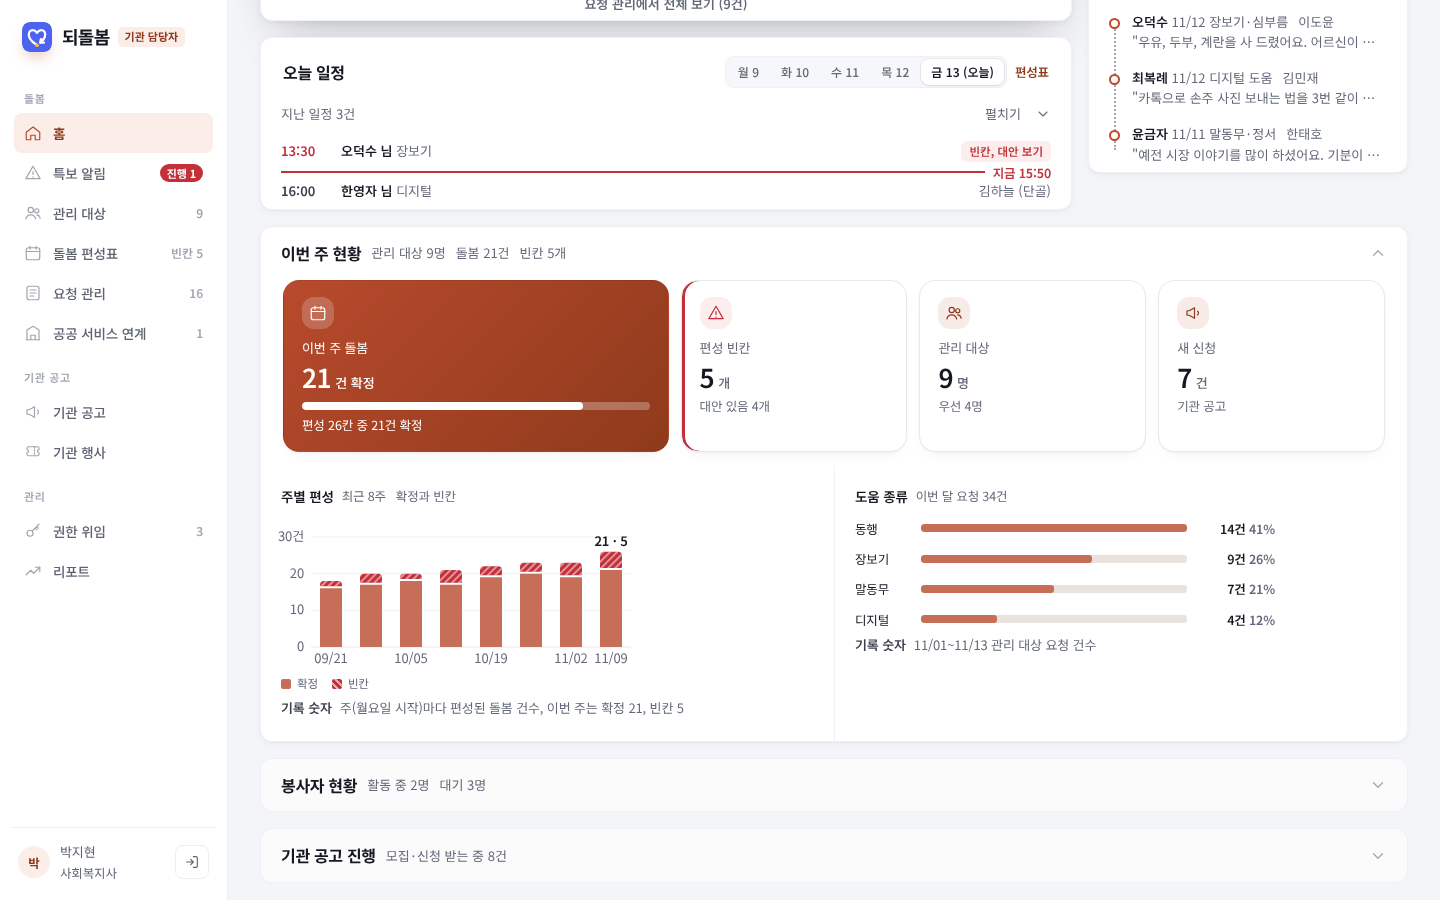 되돌봄 기관 담당자
돌봄
홈
특보 알림 진행 1
관리 대상 9
돌봄 편성표 빈칸 5
요청 관리 16
공공 서비스 연계 1
기관 공고
기관 공고
기관 행사
관리
권한 위임 3
리포트
박 박지현
사회복지사
요청 관리에서 전체 보기 (9건)
오늘 일정 월 9 화 10 수 11 목 12 금 13 (오늘) 편성표
지난 일정 3건 펼치기
13:30 오덕수 님 장보기 빈칸, 대안 보기
지금 15:50
16:00 한영자 님 디지털 김하늘 (단골)
오덕수 11/12 장보기·심부름 이도윤
"우유, 두부, 계란을 사 드렸어요. 어르신이 …
최복례 11/12 디지털 도움 김민재
"카톡으로 손주 사진 보내는 법을 3번 같이 …
윤금자 11/11 말동무·정서 한태호
"예전 시장 이야기를 많이 하셨어요. 기분이 …
이번 주 현황 관리 대상 9명 돌봄 21건 빈칸 5개
이번 주 돌봄
21 건 확정
편성 26칸 중 21건 확정
편성 빈칸
5 개
대안 있음 4개
관리 대상
9 명
우선 4명
새 신청
7 건
기관 공고
주별 편성 최근 8주 확정과 빈칸
30건
20
10
0
21 · 5
09/21 10/05 10/19 11/02 11/09
확정 빈칸
기록 숫자 주(월요일 시작)마다 편성된 돌봄 건수, 이번 주는 확정 21, 빈칸 5
도움 종류 이번 달 요청 34건
동행 14건 41%
장보기 9건 26%
말동무 7건 21%
디지털 4건 12%
기록 숫자 11/01~11/13 관리 대상 요청 건수
봉사자 현황 활동 중 2명 대기 3명
기관 공고 진행 모집·신청 받는 중 8건